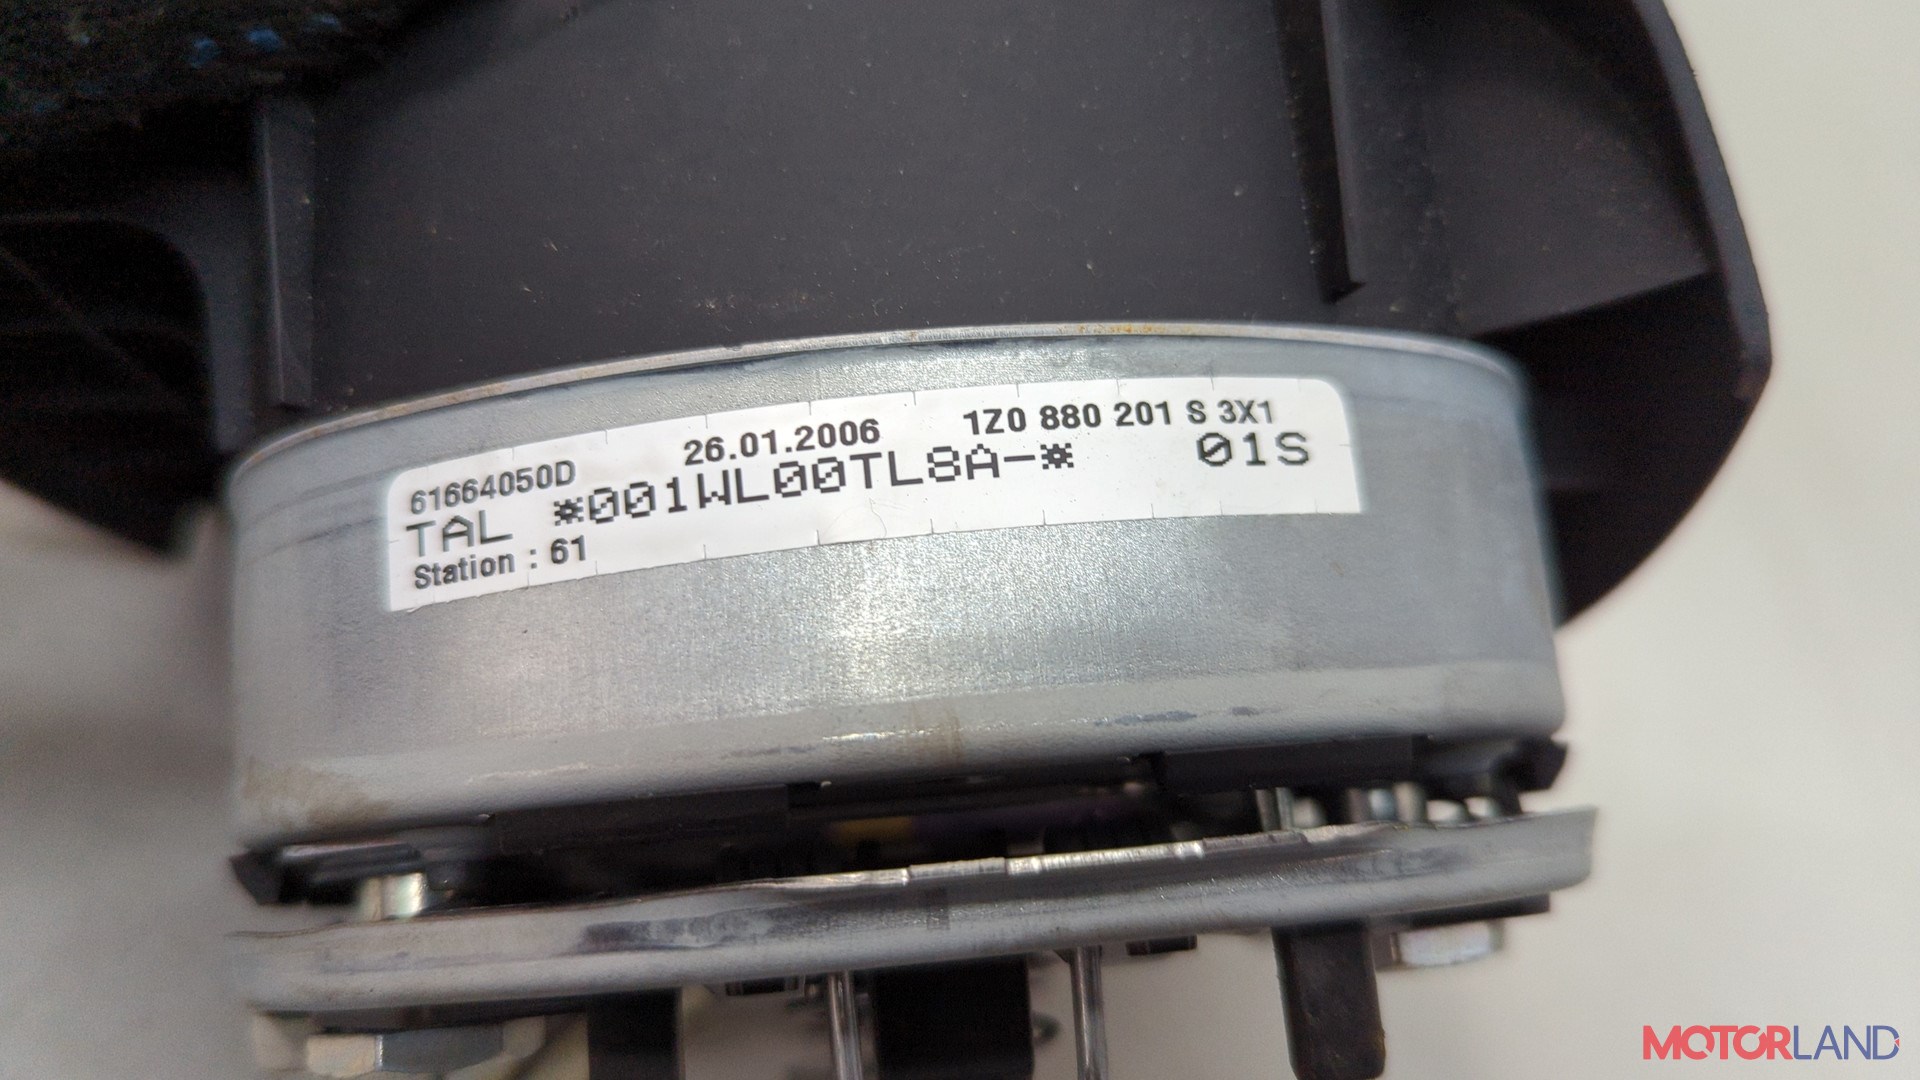 61664050D 26.01.2006 1Z0 880 201 S 3X1
TAL *001WL00TL8A-* 01S
Station : 61
MOTORLAND